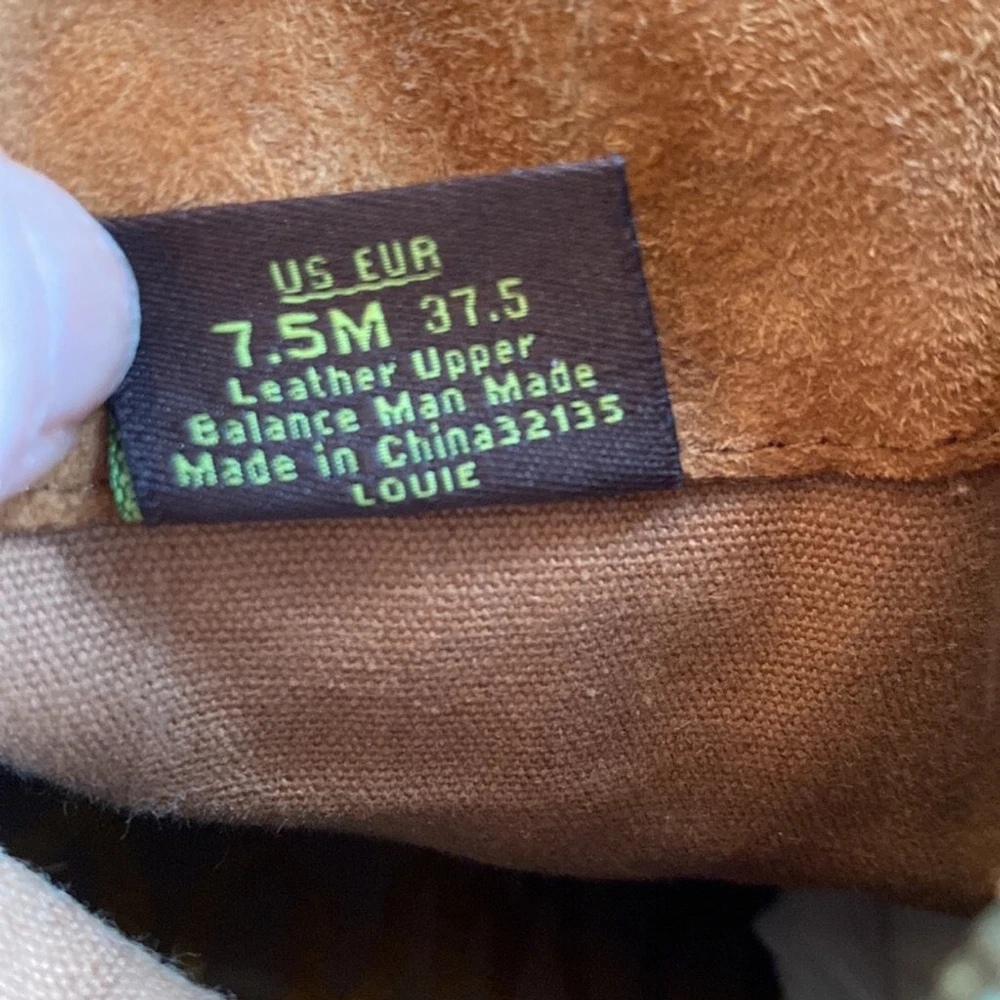 US EUR
7.5M 37.5
Leather Upper
Balance Man Made
Made in China32135
LOUIE